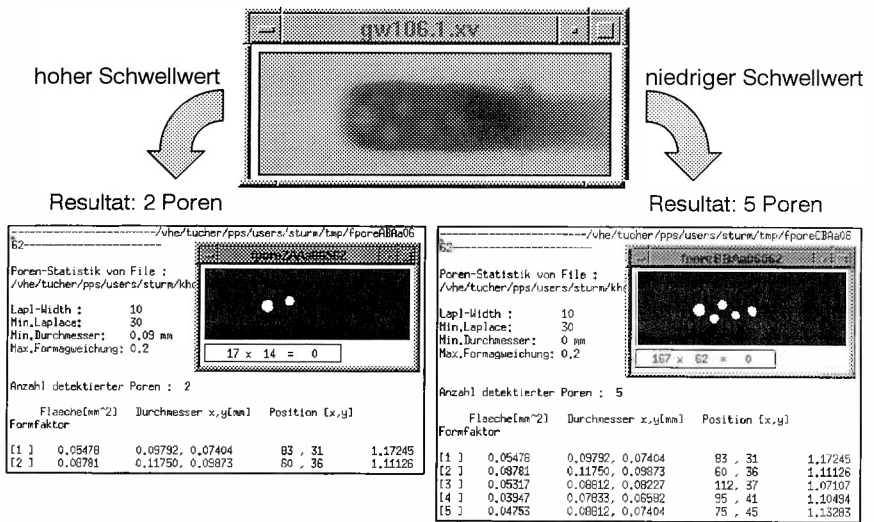 gw106.1.xv
hoher Schwellwert
niedriger Schwellwert
Resultat: 2 Poren
/vhe/tucher/pps/users/sturm/tmp/fporeABAa06
62
Poren-Statistik von File :
/vhe/tucher/pps/users/sturm/kh
Lapl-Width : 10
Min.Laplace: 30
Min.Durchmesser: 0.09 mm
Max.Formagweichung: 0.2
17 x 14 = 0
Anzahl detektierter Poren : 2
Flaeche[mm^2] Durchmesser x,y[mm] Position [x,y]
Formfaktor
[1 ] 0.05478 0.09792, 0.07404 83 , 31 1.17245
[2 ] 0.08781 0.11750, 0.09873 60 , 36 1.11126
Resultat: 5 Poren
/vhe/tucher/pps/users/sturm/tmp/fporeCBAa06
62
Poren-Statistik von File :
/vhe/tucher/pps/users/sturm/kh
Lapl-Width : 10
Min.Laplace: 30
Min.Durchmesser: 0 mm
Max.Formagweichung: 0.2
167 x 62 = 0
Anzahl detektierter Poren : 5
Flaeche[mm^2] Durchmesser x,y[mm] Position [x,y]
Formfaktor
[1 ] 0.05478 0.09792, 0.07404 83 , 31 1.17245
[2 ] 0.08781 0.11750, 0.09873 60 , 36 1.11126
[3 ] 0.05317 0.08812, 0.08227 112, 37 1.07107
[4 ] 0.03947 0.07833, 0.06582 95 , 41 1.10494
[5 ] 0.04753 0.08812, 0.07404 75 , 45 1.13283